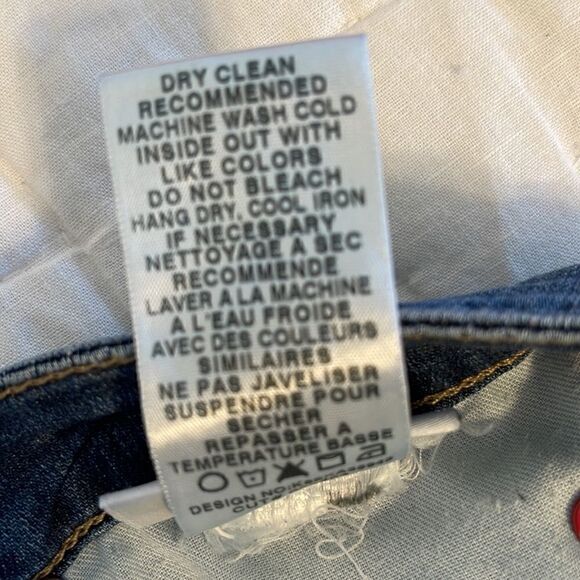 DRY CLEAN
RECOMMENDED
MACHINE WASH COLD
INSIDE OUT WITH
LIKE COLORS
DO NOT BLEACH
HANG DRY, COOL IRON
IF NECESSARY
NETTOYAGE A SEC
RECOMMENDE
LAVER A LA MACHINE
A L'EAU FROIDE
AVEC DES COULEURS
SIMILAIRES
NE PAS JAVELISER
SUSPENDRE POUR
SECHER
REPASSER A
TEMPERATURE BASSE
DESIGN NO: